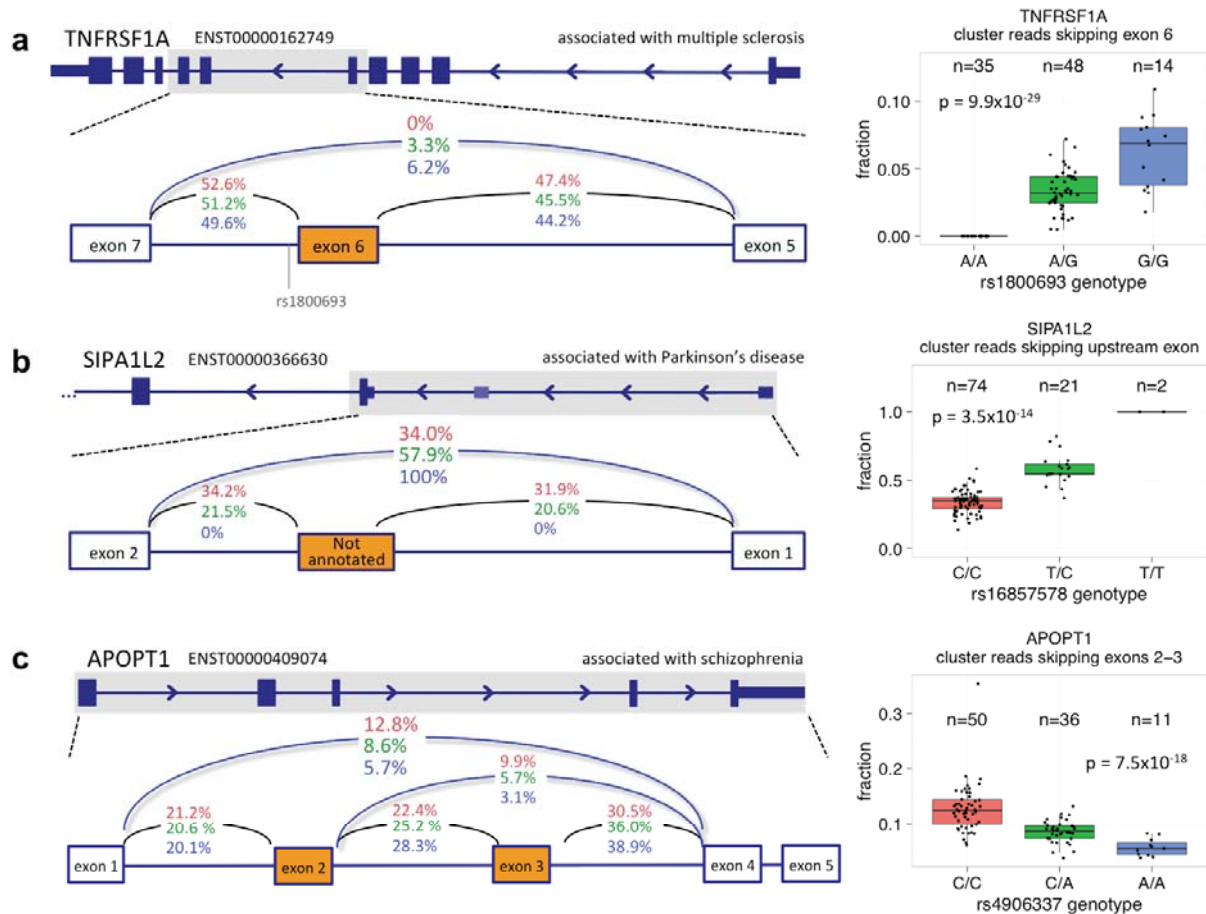 a
TNFRSF1A ENST00000162749 associated with multiple sclerosis
0%
3.3%
6.2%
52.6%
51.2%
49.6%
47.4%
45.5%
44.2%
exon 7 exon 6 exon 5
rs1800693
TNFRSF1A
cluster reads skipping exon 6
n=35 n=48 n=14
p = 9.9x10⁻²⁹
0.10
0.05
0.00
fraction
A/A A/G G/G
rs1800693 genotype
b
SIPA1L2 ENST00000366630 associated with Parkinson's disease
...
34.0%
57.9%
100%
34.2%
21.5%
0%
31.9%
20.6%
0%
exon 2 Not annotated exon 1
SIPA1L2
cluster reads skipping upstream exon
n=74 n=21 n=2
p = 3.5x10⁻¹⁴
1.0
0.5
0.0
fraction
C/C T/C T/T
rs16857578 genotype
c
APOPT1 ENST00000409074 associated with schizophrenia
12.8%
8.6%
5.7%
9.9%
5.7%
3.1%
21.2%
20.6 %
20.1%
22.4%
25.2 %
28.3%
30.5%
36.0%
38.9%
exon 1 exon 2 exon 3 exon 4 exon 5
APOPT1
cluster reads skipping exons 2–3
n=50 n=36 n=11
p = 7.5x10⁻¹⁸
0.3
0.2
0.1
fraction
C/C C/A A/A
rs4906337 genotype